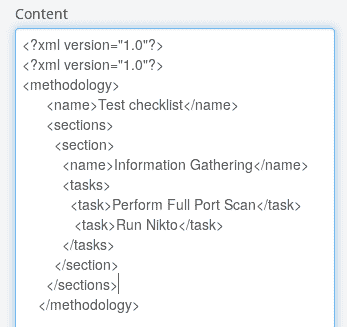 Content
<?xml version="1.0"?>
<?xml version="1.0"?>
<methodology>
<name>Test checklist</name>
<sections>
<section>
<name>Information Gathering</name>
<tasks>
<task>Perform Full Port Scan</task>
<task>Run Nikto</task>
</tasks>
</section>
</sections>
</methodology>